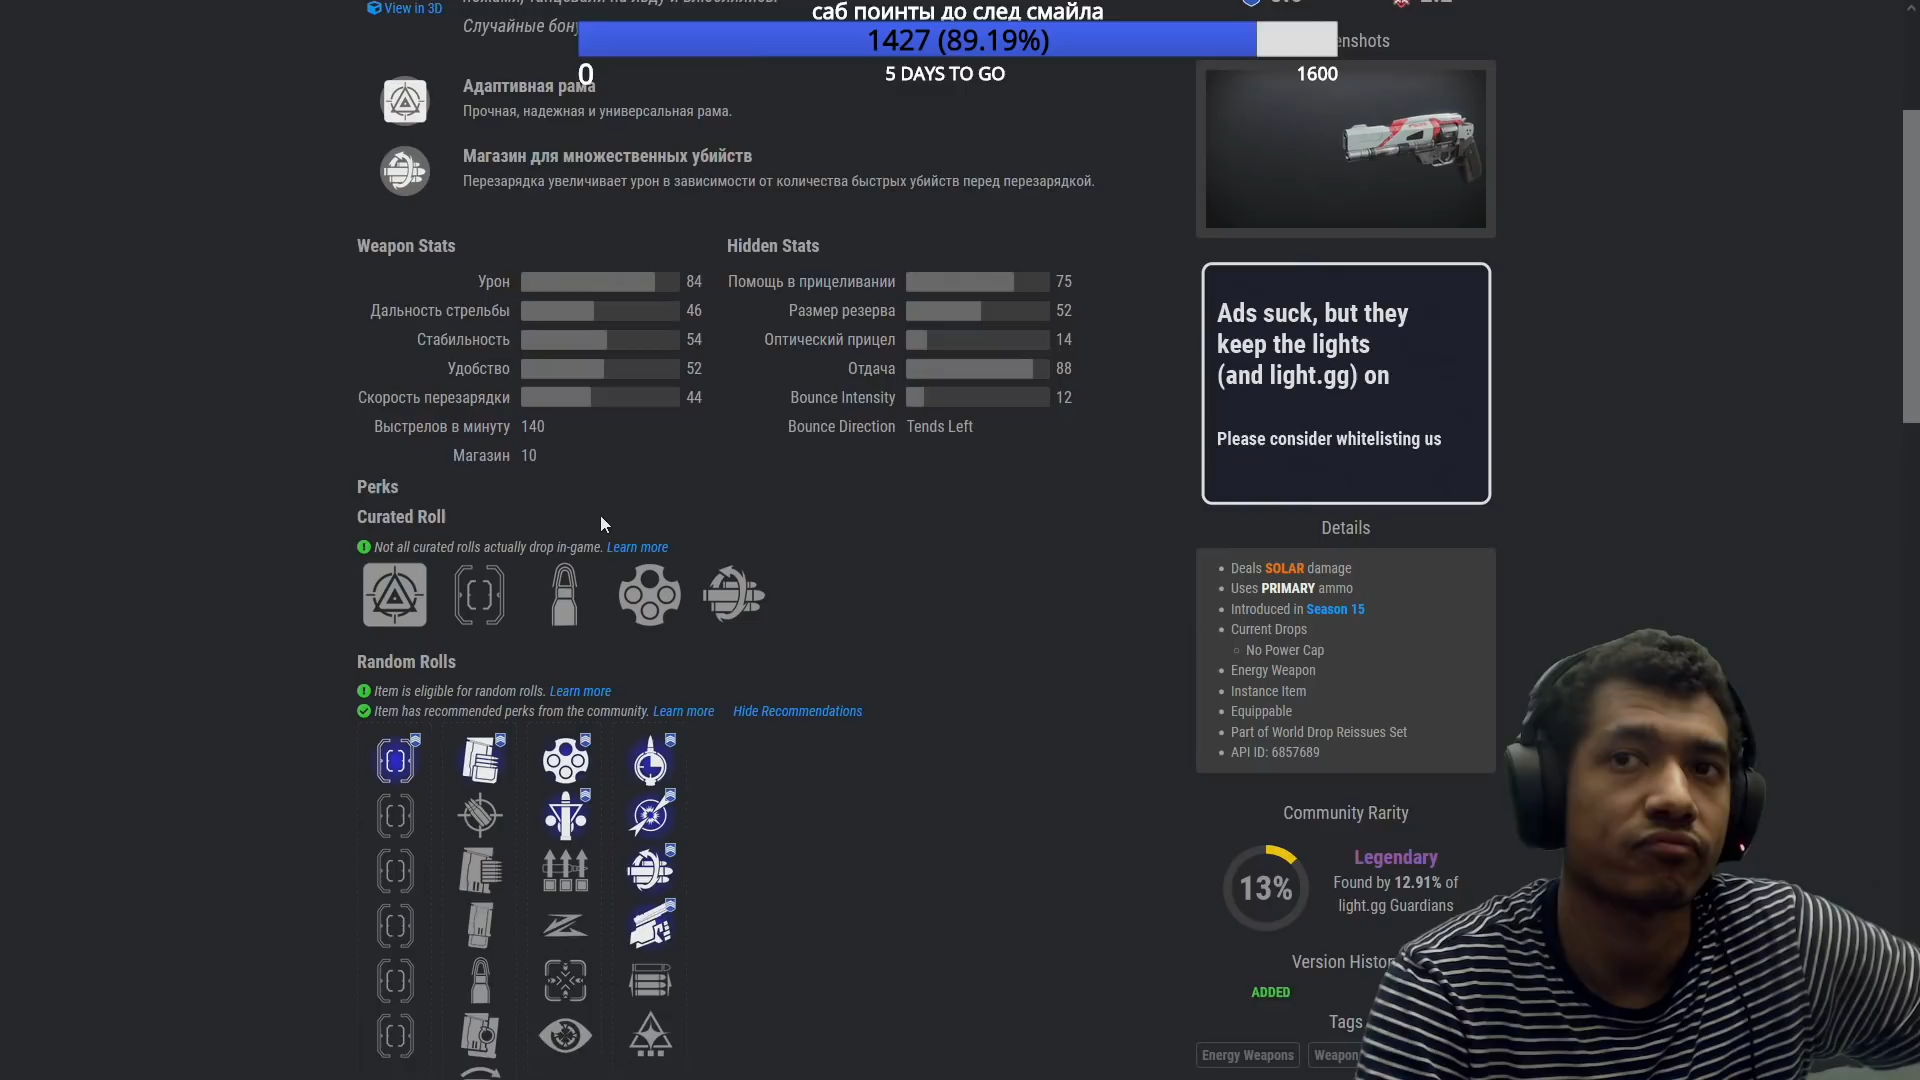 View in 3D
саб поинты до след смайла
1427 (89.19%)
0
5 DAYS TO GO
1600
Адаптивная рама
Прочная, надежная и универсальная рама.
Магазин для множественных убийств
Перезарядка увеличивает урон в зависимости от количества быстрых убийств перед перезарядкой.
Weapon Stats
Урон 84
Дальность стрельбы 46
Стабильность 54
Удобство 52
Скорость перезарядки 44
Выстрелов в минуту 140
Магазин 10
Hidden Stats
Помощь в прицеливании 75
Размер резерва 52
Оптический прицел 14
Отдача 88
Bounce Intensity 12
Bounce Direction Tends Left
Perks
Curated Roll
Not all curated rolls actually drop in-game. Learn more
Random Rolls
Item is eligible for random rolls. Learn more
Item has recommended perks from the community. Learn more Hide Recommendations
Ads suck, but they
keep the lights
(and light.gg) on
Please consider whitelisting us
Details
Deals SOLAR damage
Uses PRIMARY ammo
Introduced in Season 15
Current Drops
No Power Cap
Energy Weapon
Instance Item
Equippable
Part of World Drop Reissues Set
API ID: 6857689
Community Rarity
13%
Legendary
Found by 12.91% of
light.gg Guardians
ADDED
Tags
Energy Weapons